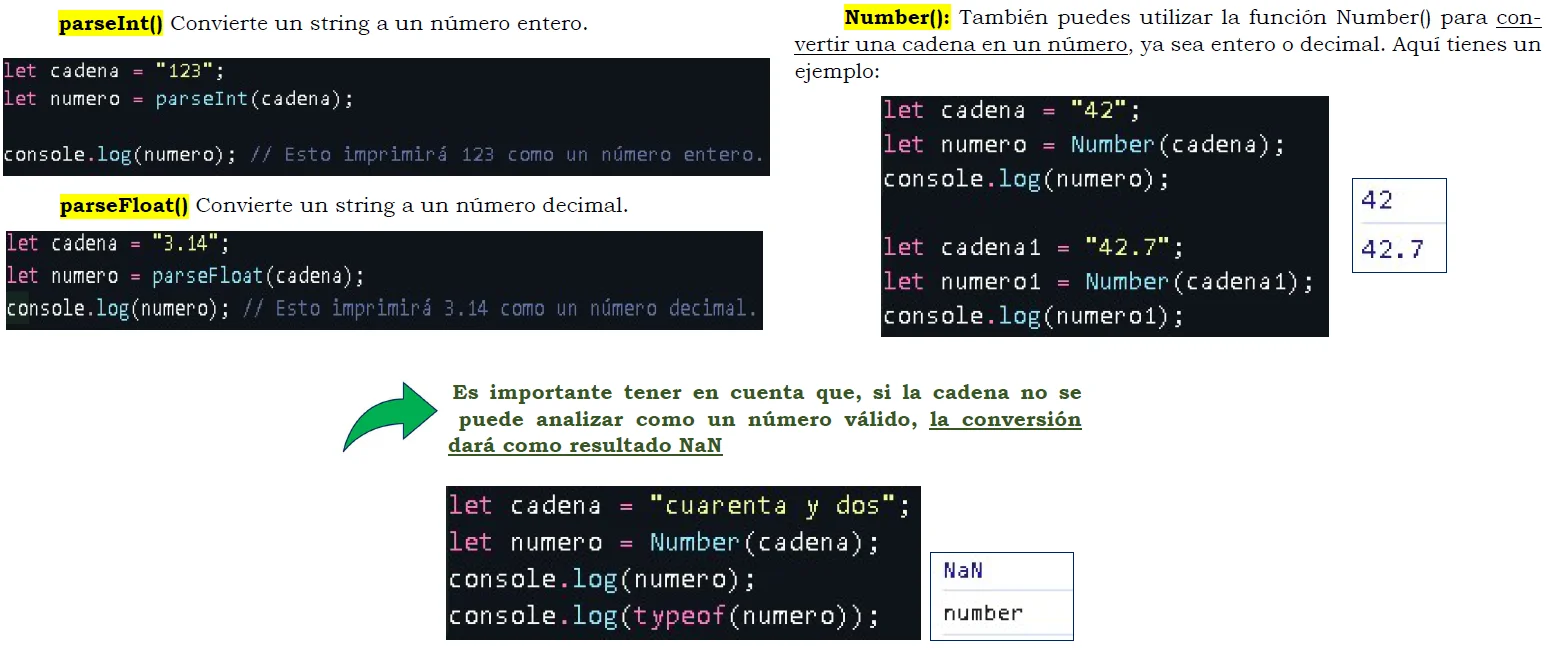 parseInt() Convierte un string a un número entero.
let cadena = "123";
let numero = parseInt(cadena);
console.log(numero); // Esto imprimirá 123 como un número entero.
parseFloat() Convierte un string a un número decimal.
let cadena = "3.14";
let numero = parseFloat(cadena);
console.log(numero); // Esto imprimirá 3.14 como un número decimal.
Number(): También puedes utilizar la función Number() para con-
vertir una cadena en un número, ya sea entero o decimal. Aquí tienes un
ejemplo:
let cadena = "42";
let numero = Number(cadena);
console.log(numero);
let cadena1 = "42.7";
let numero1 = Number(cadena1);
console.log(numero1);
42
42.7
Es importante tener en cuenta que, si la cadena no se
puede analizar como un número válido, la conversión
dará como resultado NaN
let cadena = "cuarenta y dos";
let numero = Number(cadena);
console.log(numero);
console.log(typeof(numero));
NaN
number